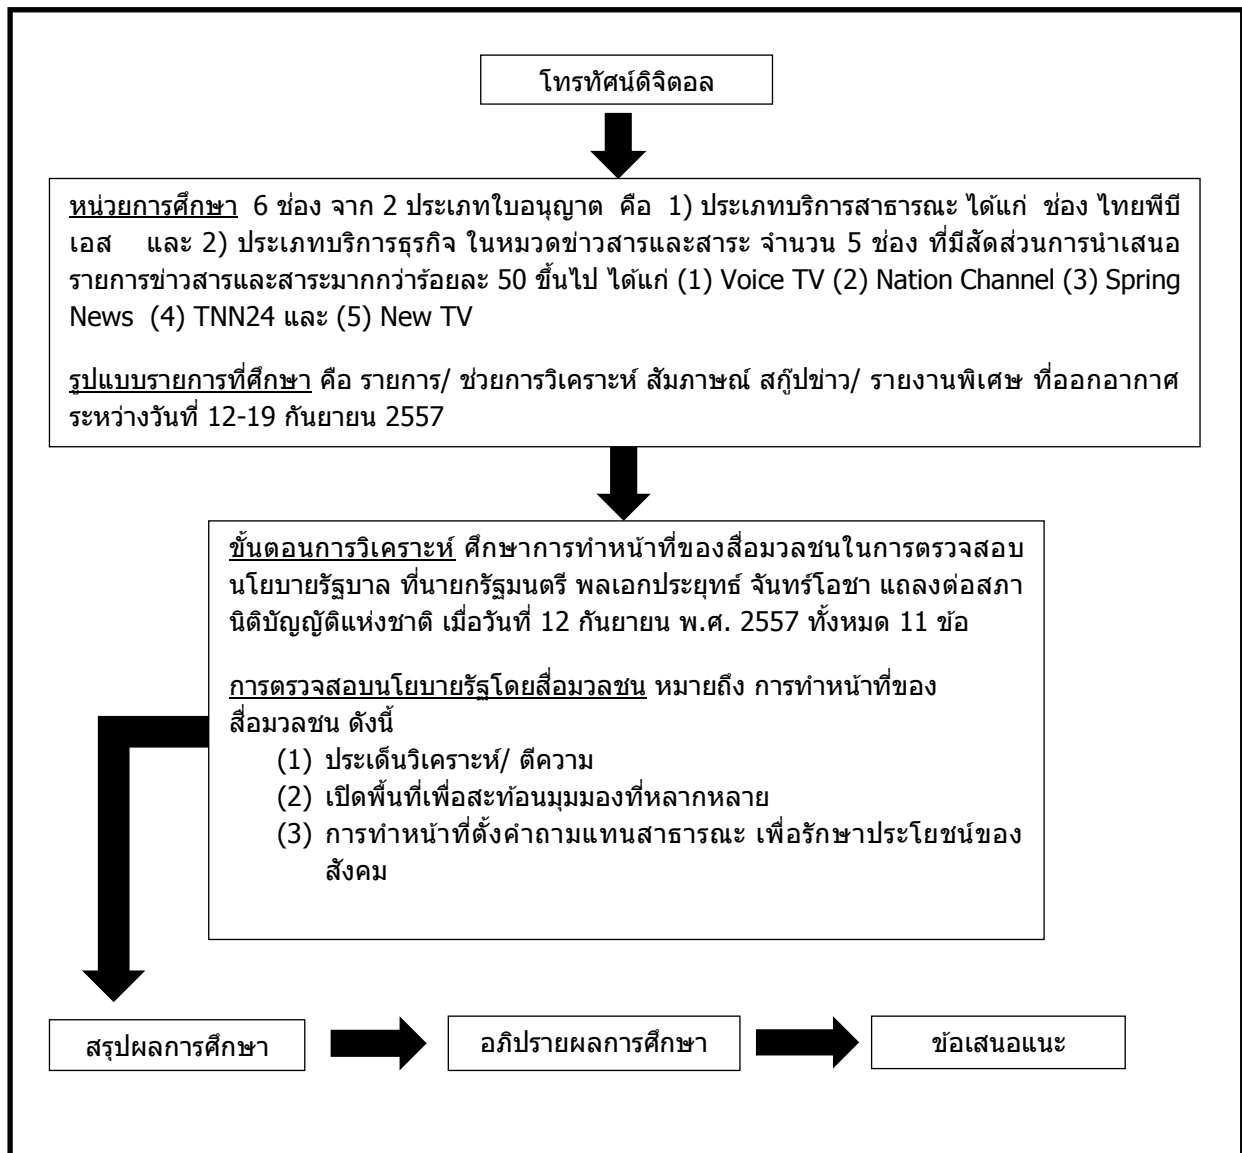 โทรทัศน์ดิจิตอล
หน่วยการศึกษา 6 ช่อง จาก 2 ประเภทใบอนุญาต คือ 1) ประเภทบริการสาธารณะ ได้แก่ ช่อง ไทยพีบี
เอส และ 2) ประเภทบริการธุรกิจ ในหมวดข่าวสารและสาระ จำนวน 5 ช่อง ที่มีสัดส่วนการนำเสนอ
รายการข่าวสารและสาระมากกว่าร้อยละ 50 ขึ้นไป ได้แก่ (1) Voice TV (2) Nation Channel (3) Spring
News (4) TNN24 และ (5) New TV
รูปแบบรายการที่ศึกษา คือ รายการ/ ช่วยการวิเคราะห์ สัมภาษณ์ สกู๊ปข่าว/ รายงานพิเศษ ที่ออกอากาศ
ระหว่างวันที่ 12-19 กันยายน 2557
ขั้นตอนการวิเคราะห์ ศึกษาการทำหน้าที่ของสื่อมวลชนในการตรวจสอบ
นโยบายรัฐบาล ที่นายกรัฐมนตรี พลเอกประยุทธ์ จันทร์โอชา แถลงต่อสภา
นิติบัญญัติแห่งชาติ เมื่อวันที่ 12 กันยายน พ.ศ. 2557 ทั้งหมด 11 ข้อ
การตรวจสอบนโยบายรัฐโดยสื่อมวลชน หมายถึง การทำหน้าที่ของ
สื่อมวลชน ดังนี้
(1) ประเด็นวิเคราะห์/ ตีความ
(2) เปิดพื้นที่เพื่อสะท้อนมุมมองที่หลากหลาย
(3) การทำหน้าที่ตั้งคำถามแทนสาธารณะ เพื่อรักษาประโยชน์ของ
สังคม
สรุปผลการศึกษา
อภิปรายผลการศึกษา
ข้อเสนอแนะ